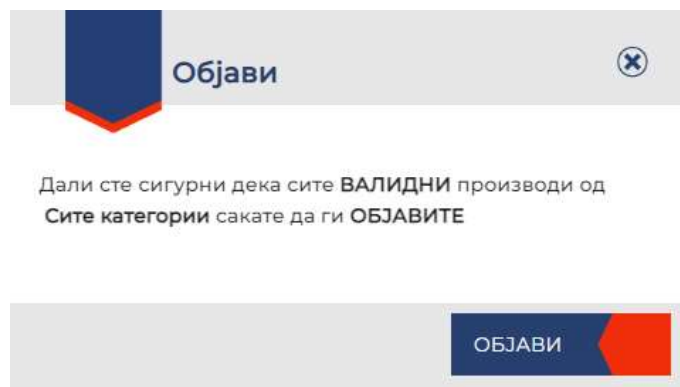 Објави
Дали сте сигурни дека сите ВАЛИДНИ производи од
Сите категории сакате да ги ОБЈАВИТЕ
ОБЈАВИ